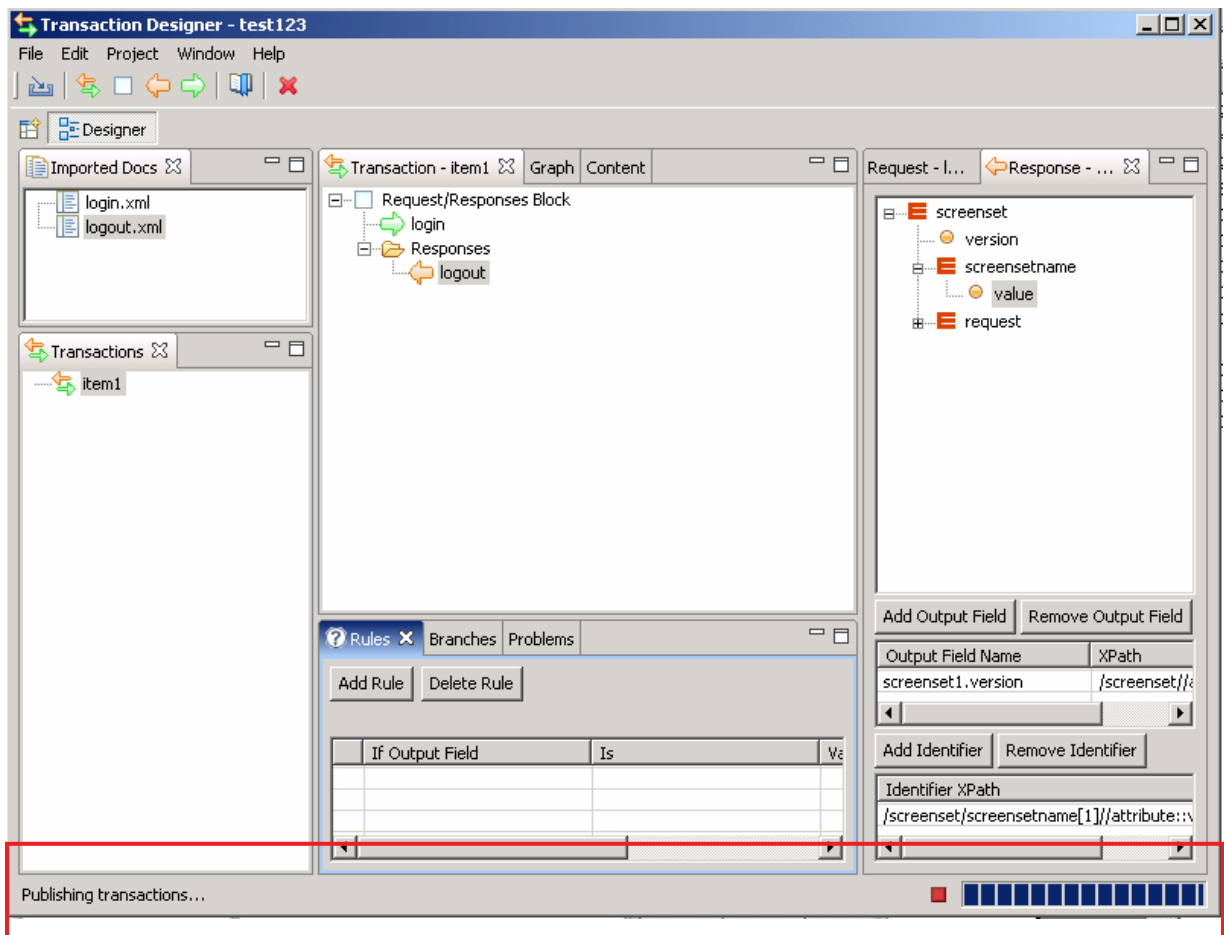 Transaction Designer - test123
File Edit Project Window Help
Designer
Imported Docs
login.xml
logout.xml
Transactions
item1
Transaction - item1 Graph Content
Request/Responses Block
login
Responses
logout
Rules Branches Problems
Add Rule Delete Rule
If Output Field Is Va
Request - l... Response - ...
screenset
version
screensetname
value
request
Add Output Field Remove Output Field
Output Field Name XPath
screenset1.version /screenset//a
Add Identifier Remove Identifier
Identifier XPath
/screenset/screensetname[1]//attribute::v
Publishing transactions...